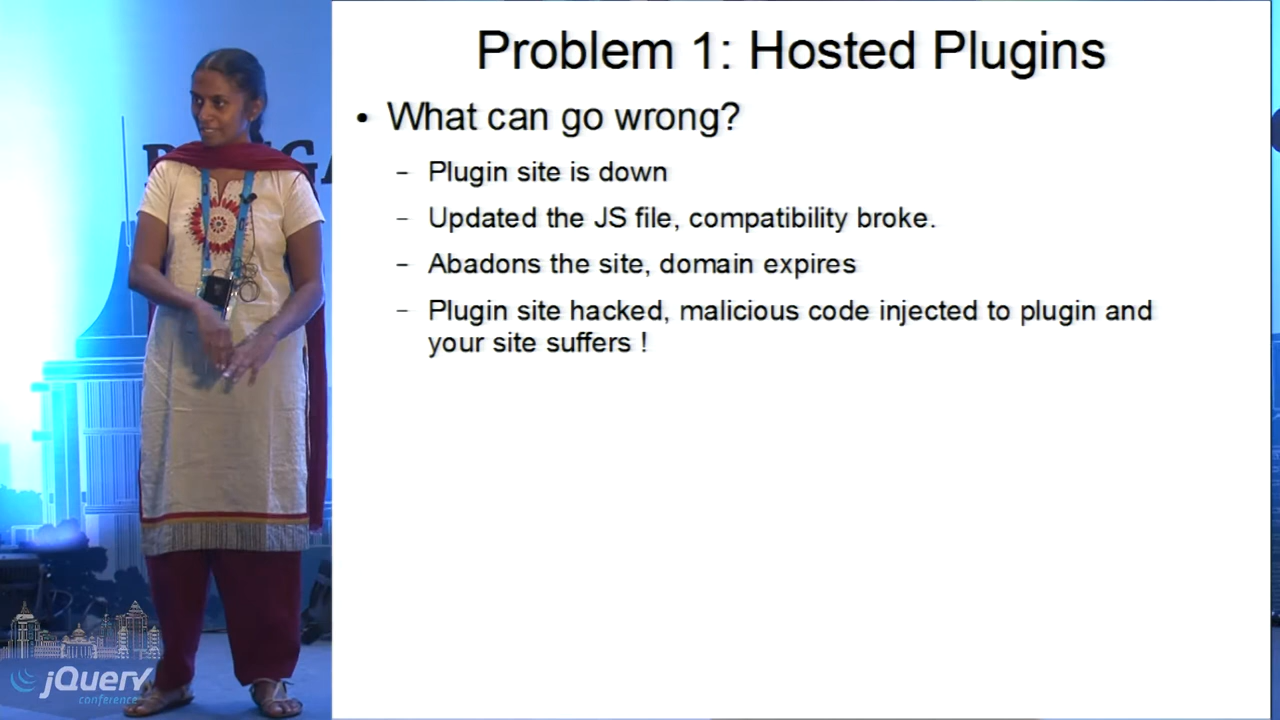 Problem 1: Hosted Plugins
• What can go wrong?
– Plugin site is down
– Updated the JS file, compatibility broke.
– Abadons the site, domain expires
– Plugin site hacked, malicious code injected to plugin and
your site suffers !
jQuery
conference